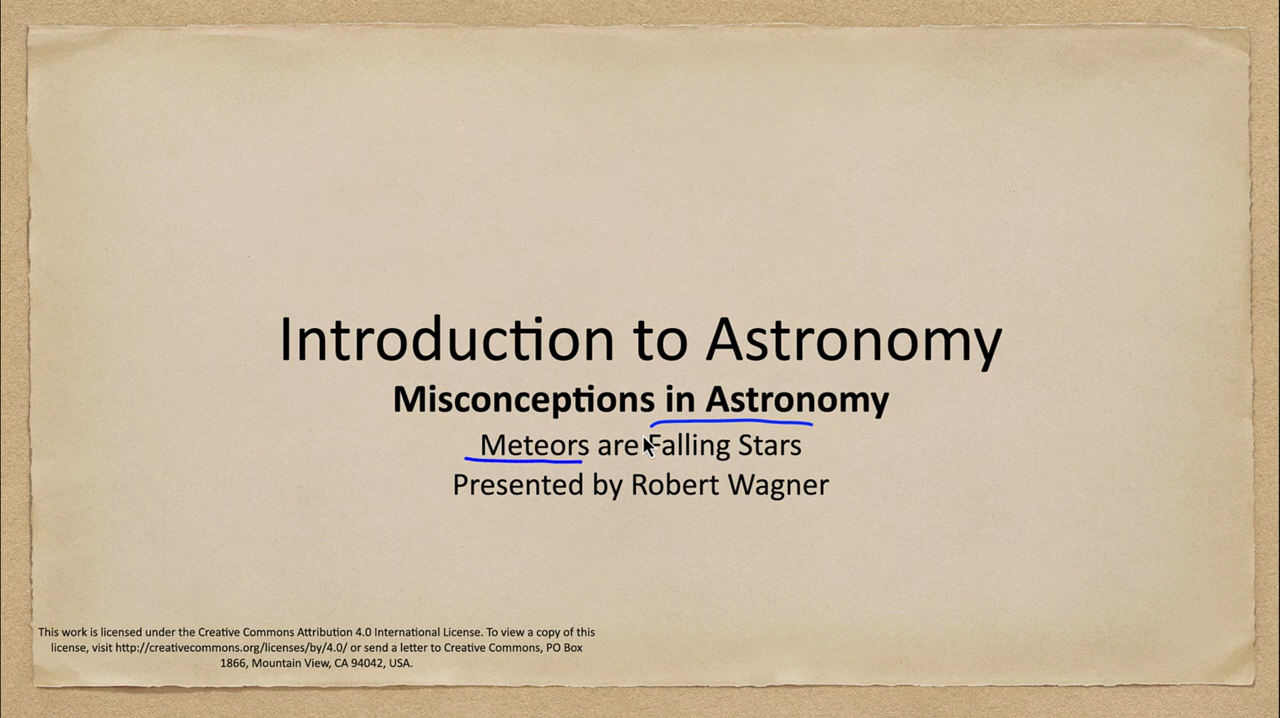 Introduction to Astronomy
Misconceptions in Astronomy
Meteors are Falling Stars
Presented by Robert Wagner
This work is licensed under the Creative Commons Attribution 4.0 International License. To view a copy of this
license, visit http://creativecommons.org/licenses/by/4.0/ or send a letter to Creative Commons, PO Box
1866, Mountain View, CA 94042, USA.